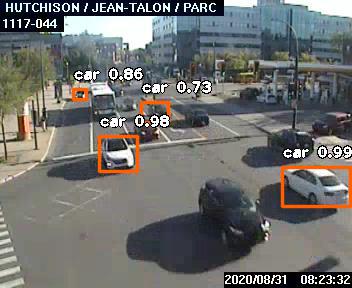 HUTCHISON / JEAN-TALON / PARC
1117-044
car 0.86
car 0.73
car 0.98
car 0.99
2020/08/31 08:23:32